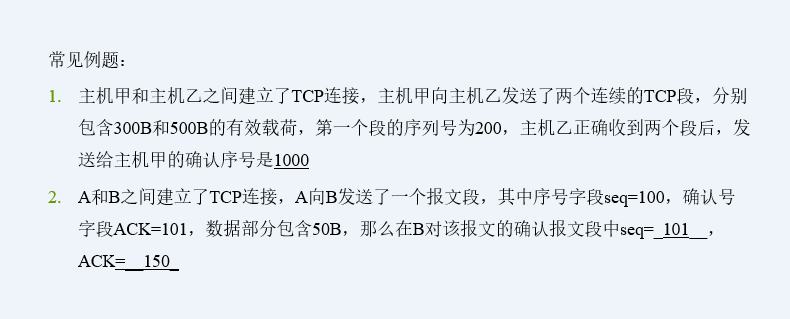 常见例题：
1. 主机甲和主机乙之间建立了TCP连接，主机甲向主机乙发送了两个连续的TCP段，分别
包含300B和500B的有效载荷，第一个段的序列号为200，主机乙正确收到两个段后，发
送给主机甲的确认序号是1000
2. A和B之间建立了TCP连接，A向B发送了一个报文段，其中序号字段seq=100，确认号
字段ACK=101，数据部分包含50B，那么在B对该报文的确认报文段中seq=_101__，
ACK=__150_